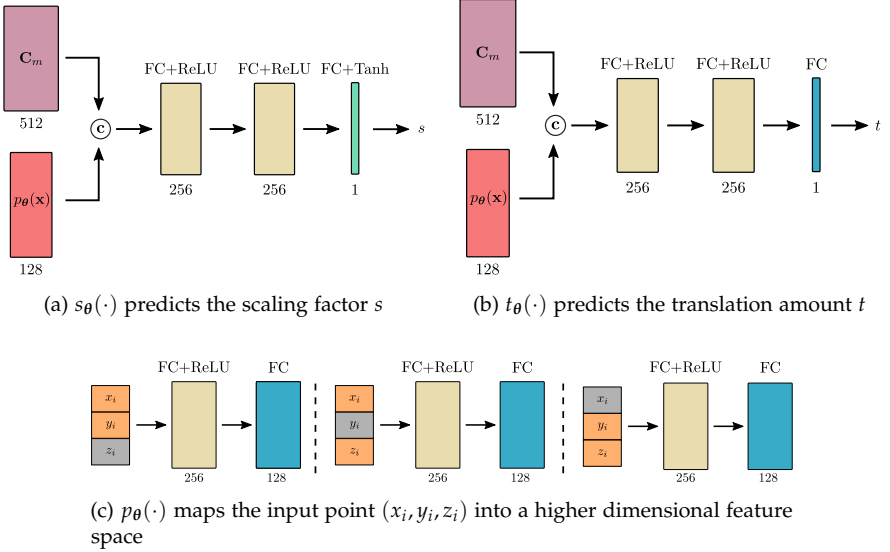 C_m
512
p_θ(x)
128
c
FC+ReLU
256
FC+ReLU
256
FC+Tanh
1
s
(a) s_θ(·) predicts the scaling factor s
C_m
512
p_θ(x)
128
c
FC+ReLU
256
FC+ReLU
256
FC
1
t
(b) t_θ(·) predicts the translation amount t
x_i
y_i
z_i
FC+ReLU
256
FC
128
x_i
y_i
z_i
FC+ReLU
256
FC
128
x_i
y_i
z_i
FC+ReLU
256
FC
128
(c) p_θ(·) maps the input point (x_i, y_i, z_i) into a higher dimensional feature
space